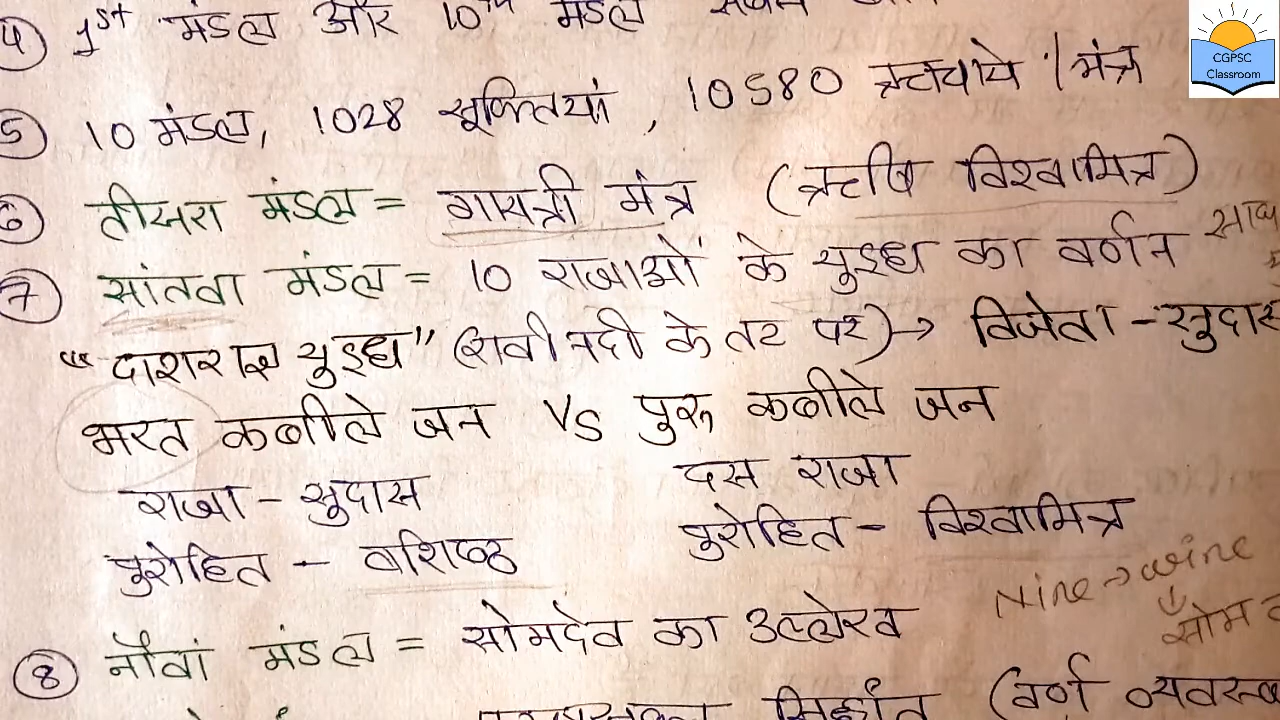 ④ 1st मंडल और 10th मंडल
CGPSC
Classroom
⑤ 10 मंडल, 1028 सूक्तियां, 10580 ऋचायें / मंत्र
⑥ तीसरा मंडल = गायत्री मंत्र (ऋषि विश्वामित्र)
⑦ सांतवा मंडल = 10 राजाओं के युद्ध का वर्णन
"दाशराज्ञ युद्ध" (रावी नदी के तट पर) → विजेता - सुदास
भरत कबीले जन Vs पुरू कबीले जन
राजा - सुदास दस राजा
पुरोहित - वशिष्ठ पुरोहित - विश्वामित्र
Nine → wine
↓
सोम
⑧ नौवां मंडल = सोमदेव का उल्लेख
सिद्धांत (वर्ण